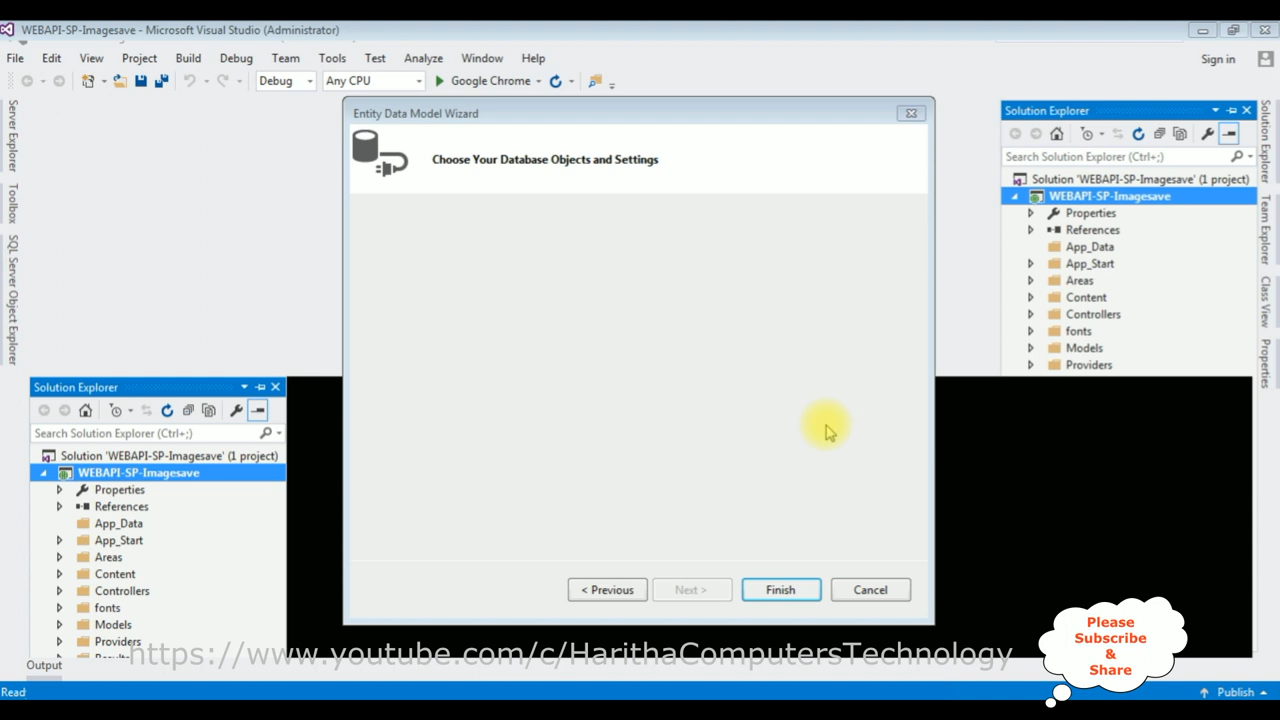 WEBAPI-SP-Imagesave - Microsoft Visual Studio (Administrator)
File Edit View Project Build Debug Team Tools Test Analyze Window Help
Sign in
Debug Any CPU Google Chrome
Server Explorer
Toolbox
SQL Server Object Explorer
Entity Data Model Wizard
Choose Your Database Objects and Settings
< Previous Next > Finish Cancel
Solution Explorer
Search Solution Explorer (Ctrl+;)
Solution 'WEBAPI-SP-Imagesave' (1 project)
WEBAPI-SP-Imagesave
Properties
References
App_Data
App_Start
Areas
Content
Controllers
fonts
Models
Providers
Solution Explorer
Team Explorer
Class View
Properties
Solution Explorer
Search Solution Explorer (Ctrl+;)
Solution 'WEBAPI-SP-Imagesave' (1 project)
WEBAPI-SP-Imagesave
Properties
References
App_Data
App_Start
Areas
Content
Controllers
fonts
Models
Providers
https://www.youtube.com/c/HarithaComputersTechnology
Please
Subscribe
&
Share
Output
Read
Publish